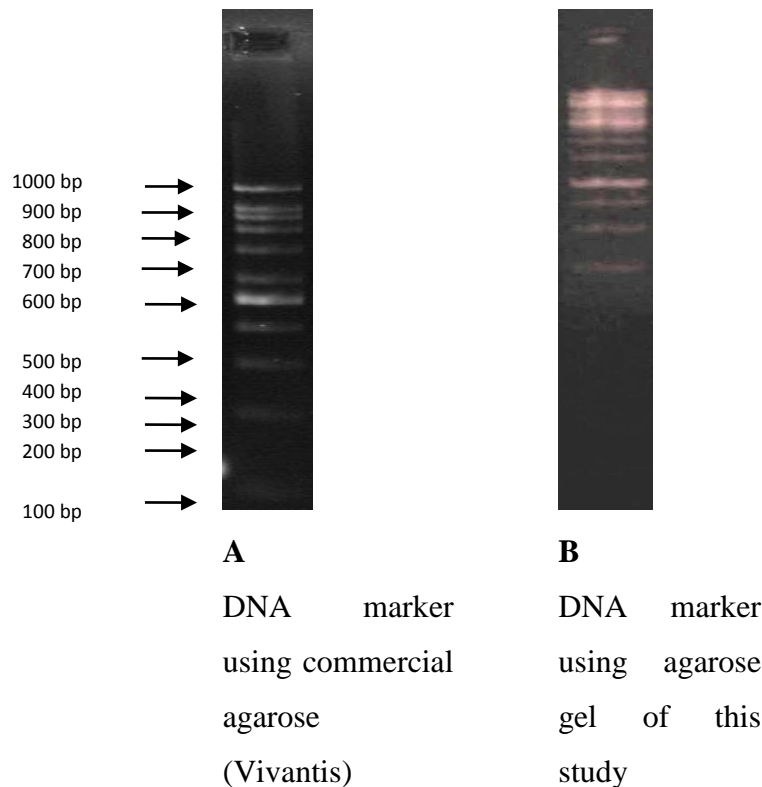 1000 bp
900 bp
800 bp
700 bp
600 bp
500 bp
400 bp
300 bp
200 bp
100 bp
A
DNA marker
using commercial
agarose
(Vivantis)
B
DNA marker
using agarose
gel of this
study